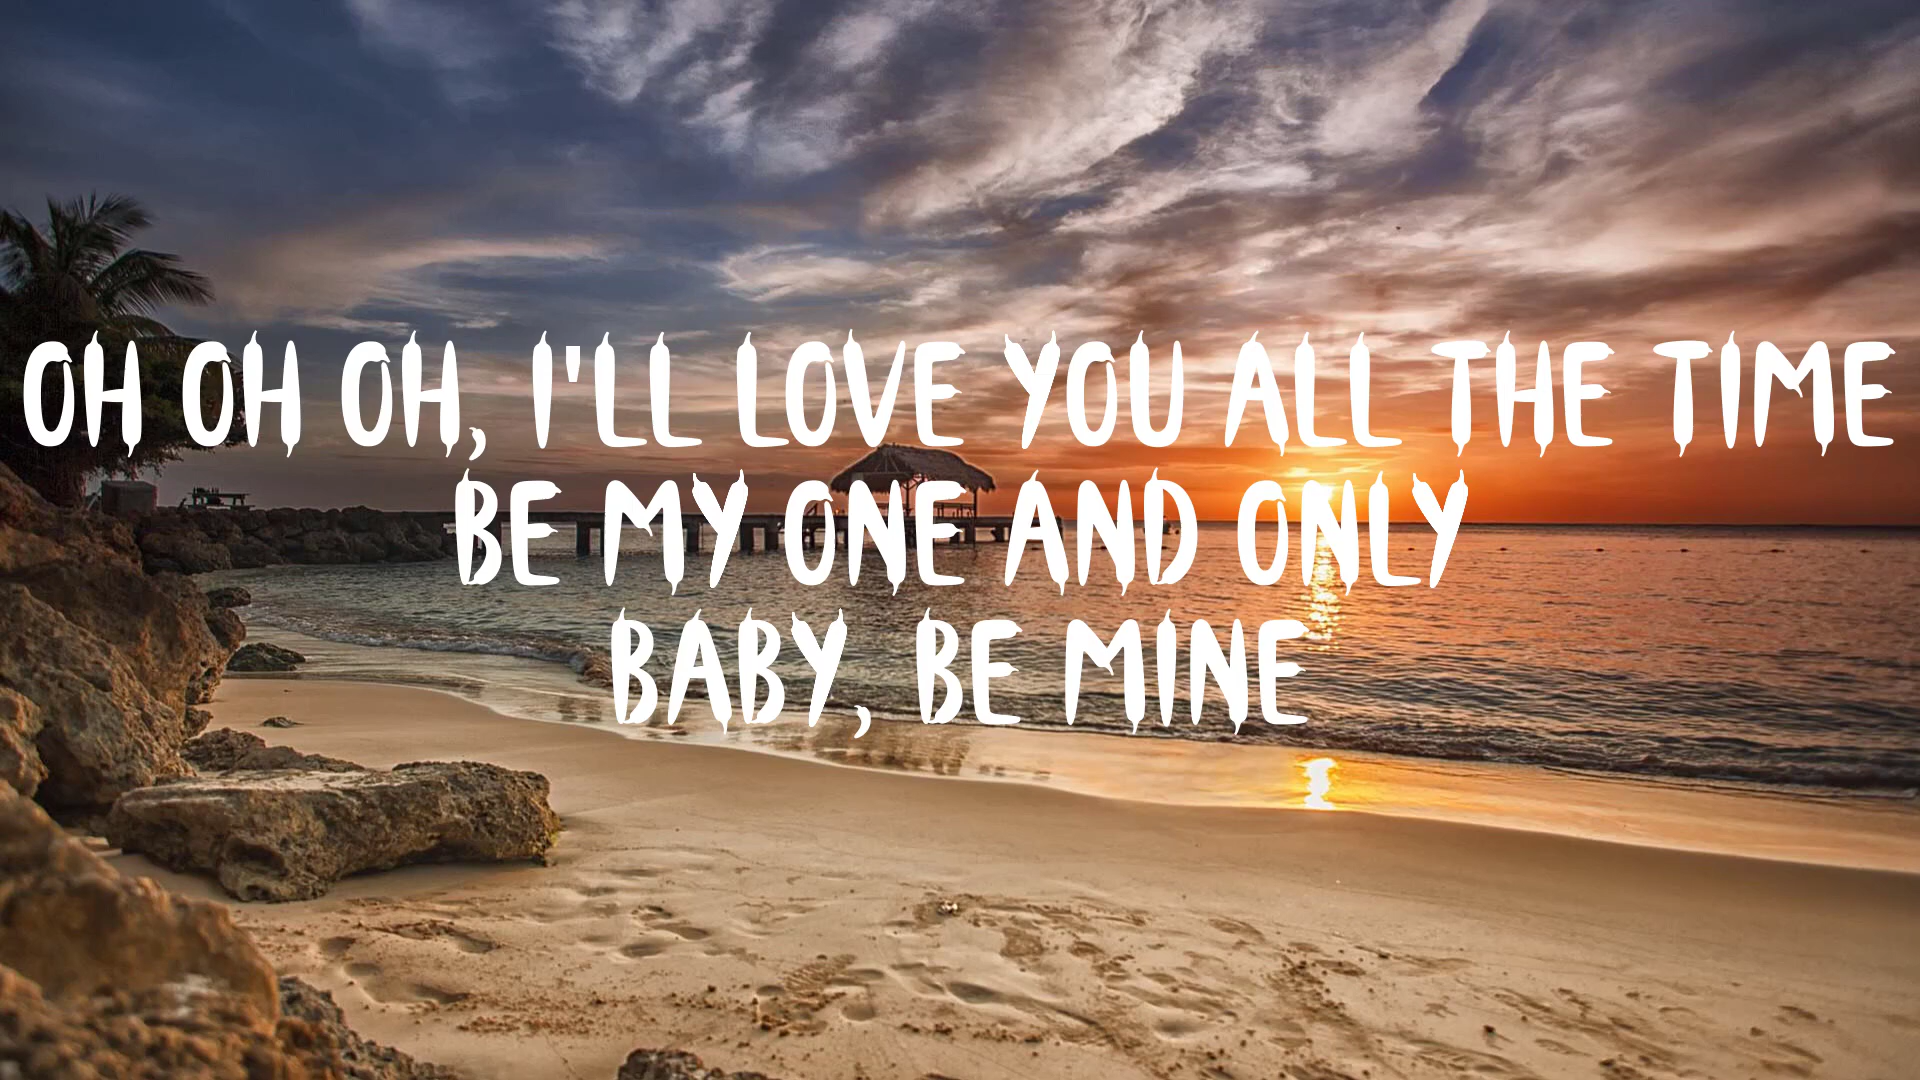 OH OH OH, I'LL LOVE YOU ALL THE TIME
BE MY ONE AND ONLY
BABY, BE MINE